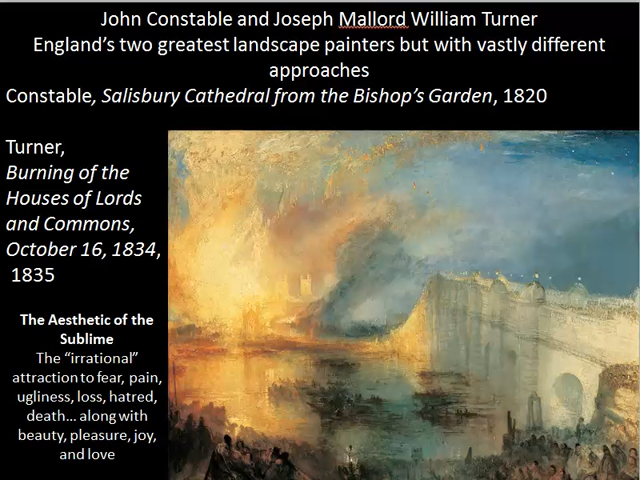 John Constable and Joseph Mallord William Turner
England's two greatest landscape painters but with vastly different
approaches
Constable, Salisbury Cathedral from the Bishop's Garden, 1820
Turner,
Burning of the
Houses of Lords
and Commons,
October 16, 1834,
1835
The Aesthetic of the
Sublime
The “irrational”
attraction to fear, pain,
ugliness, loss, hatred,
death... along with
beauty, pleasure, joy,
and love